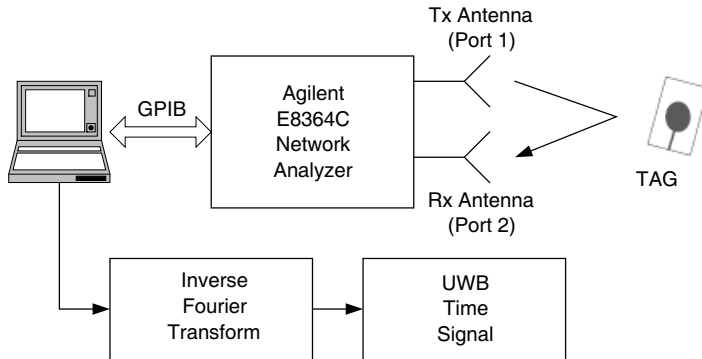 Tx Antenna
(Port 1)
GPIB
Agilent
E8364C
Network
Analyzer
TAG
Rx Antenna
(Port 2)
Inverse
Fourier
Transform
UWB
Time
Signal